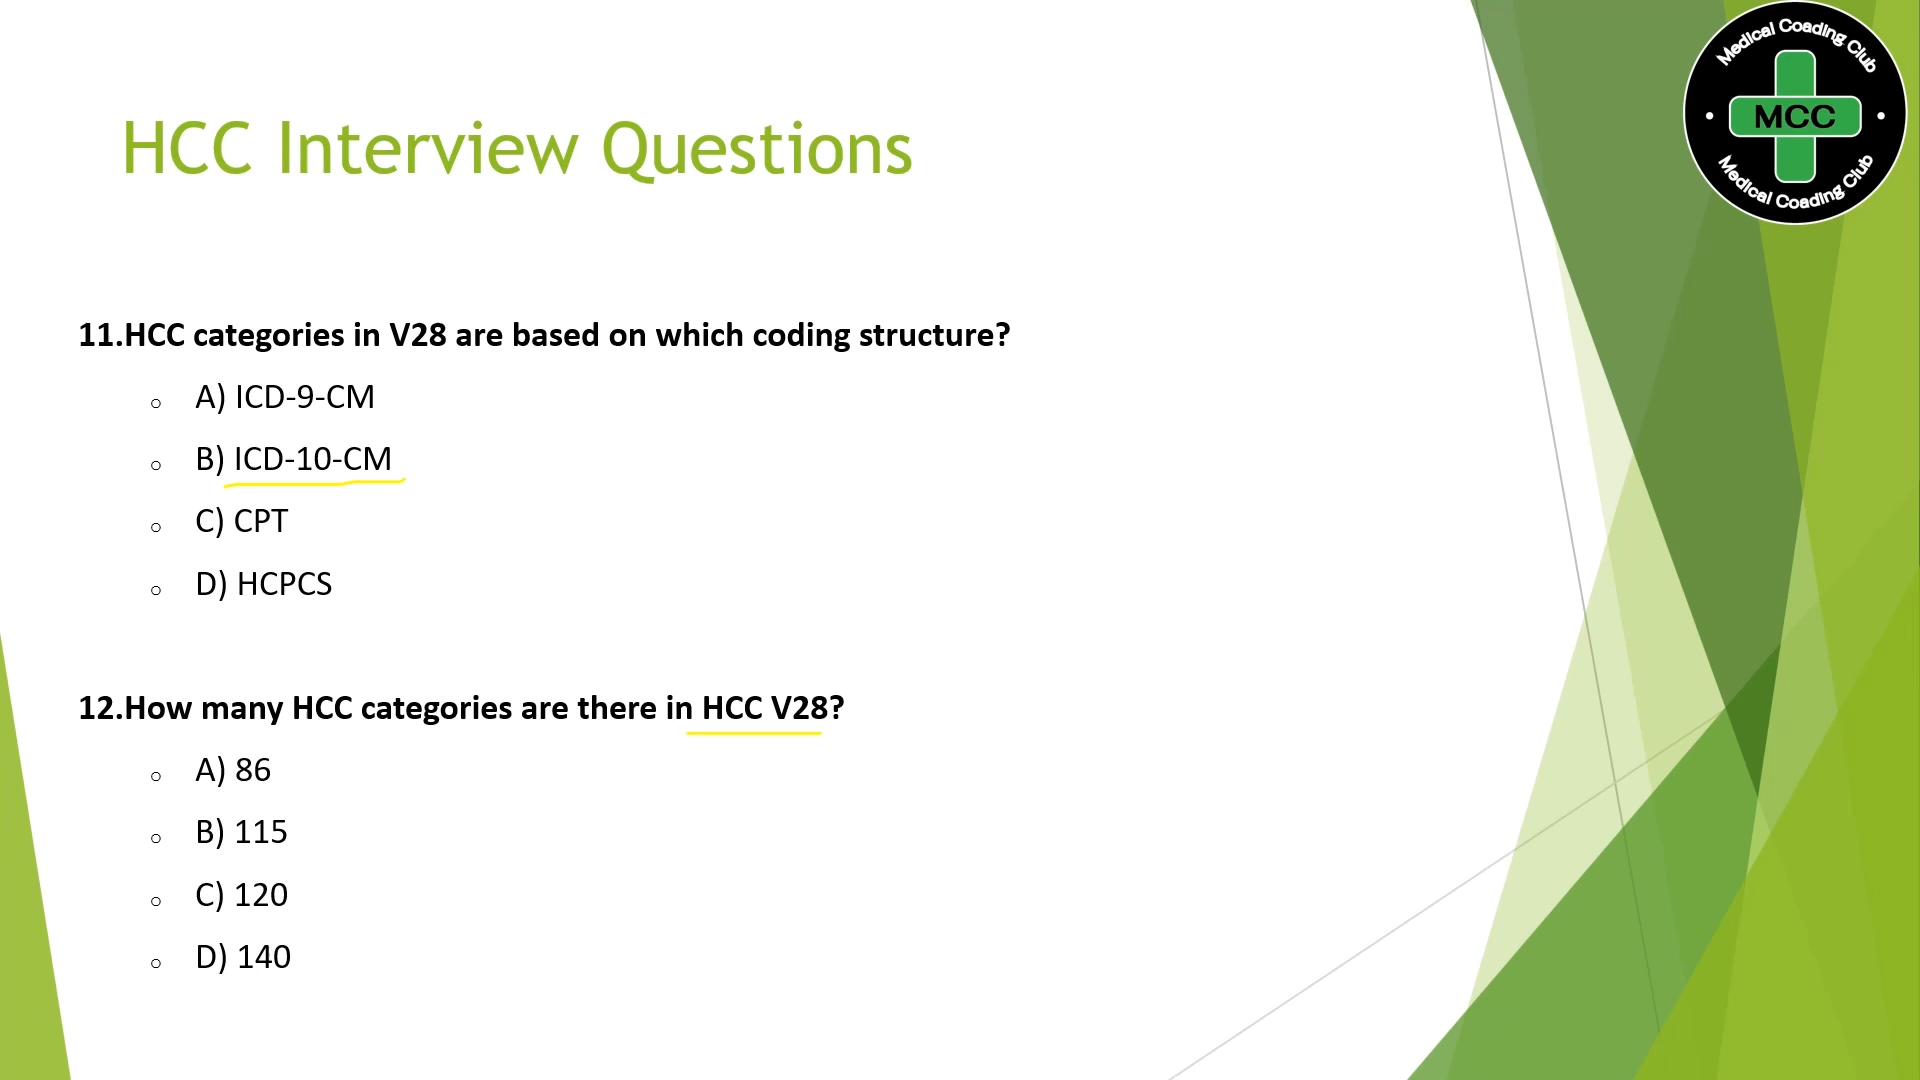 Medical Coading Club
MCC
Medical Coading Club
HCC Interview Questions
11.HCC categories in V28 are based on which coding structure?
A) ICD-9-CM
B) ICD-10-CM
C) CPT
D) HCPCS
12.How many HCC categories are there in HCC V28?
A) 86
B) 115
C) 120
D) 140